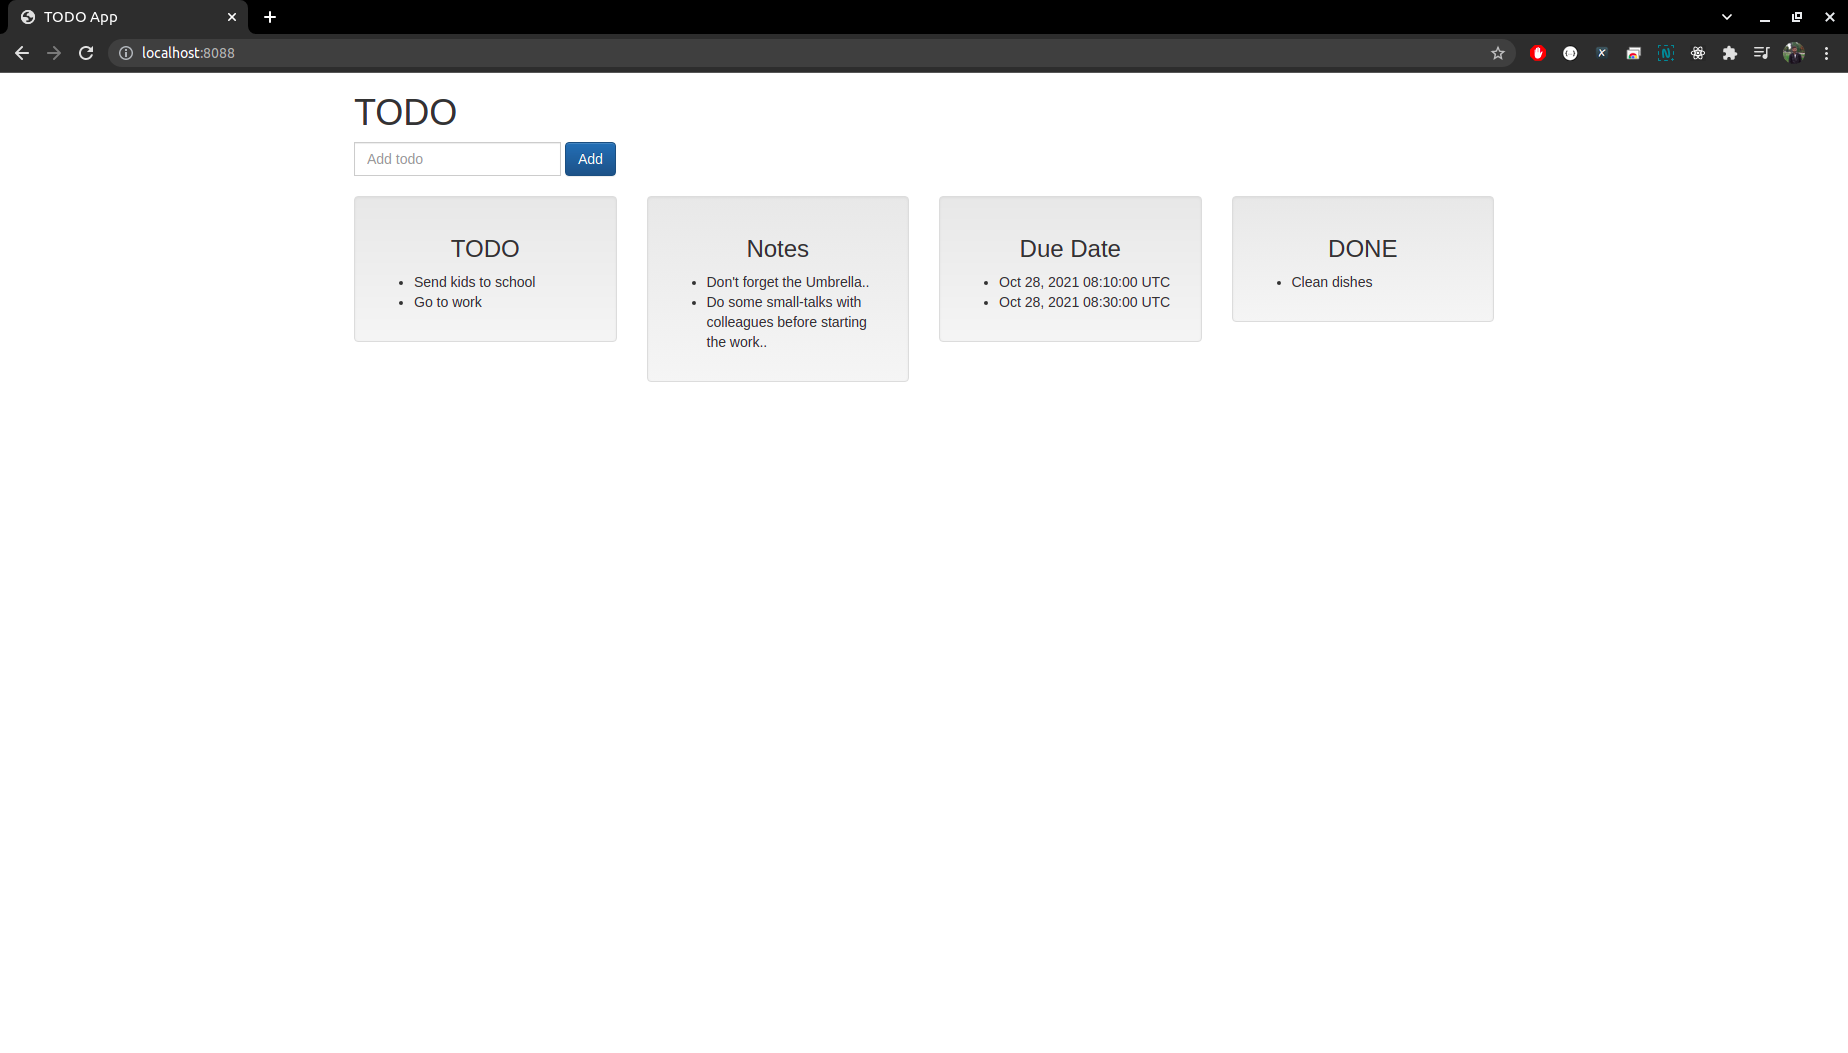 TODO App
localhost:8088
TODO
Add todo
Add
TODO
Send kids to school
Go to work
Notes
Don't forget the Umbrella..
Do some small-talks with
colleagues before starting
the work..
Due Date
Oct 28, 2021 08:10:00 UTC
Oct 28, 2021 08:30:00 UTC
DONE
Clean dishes